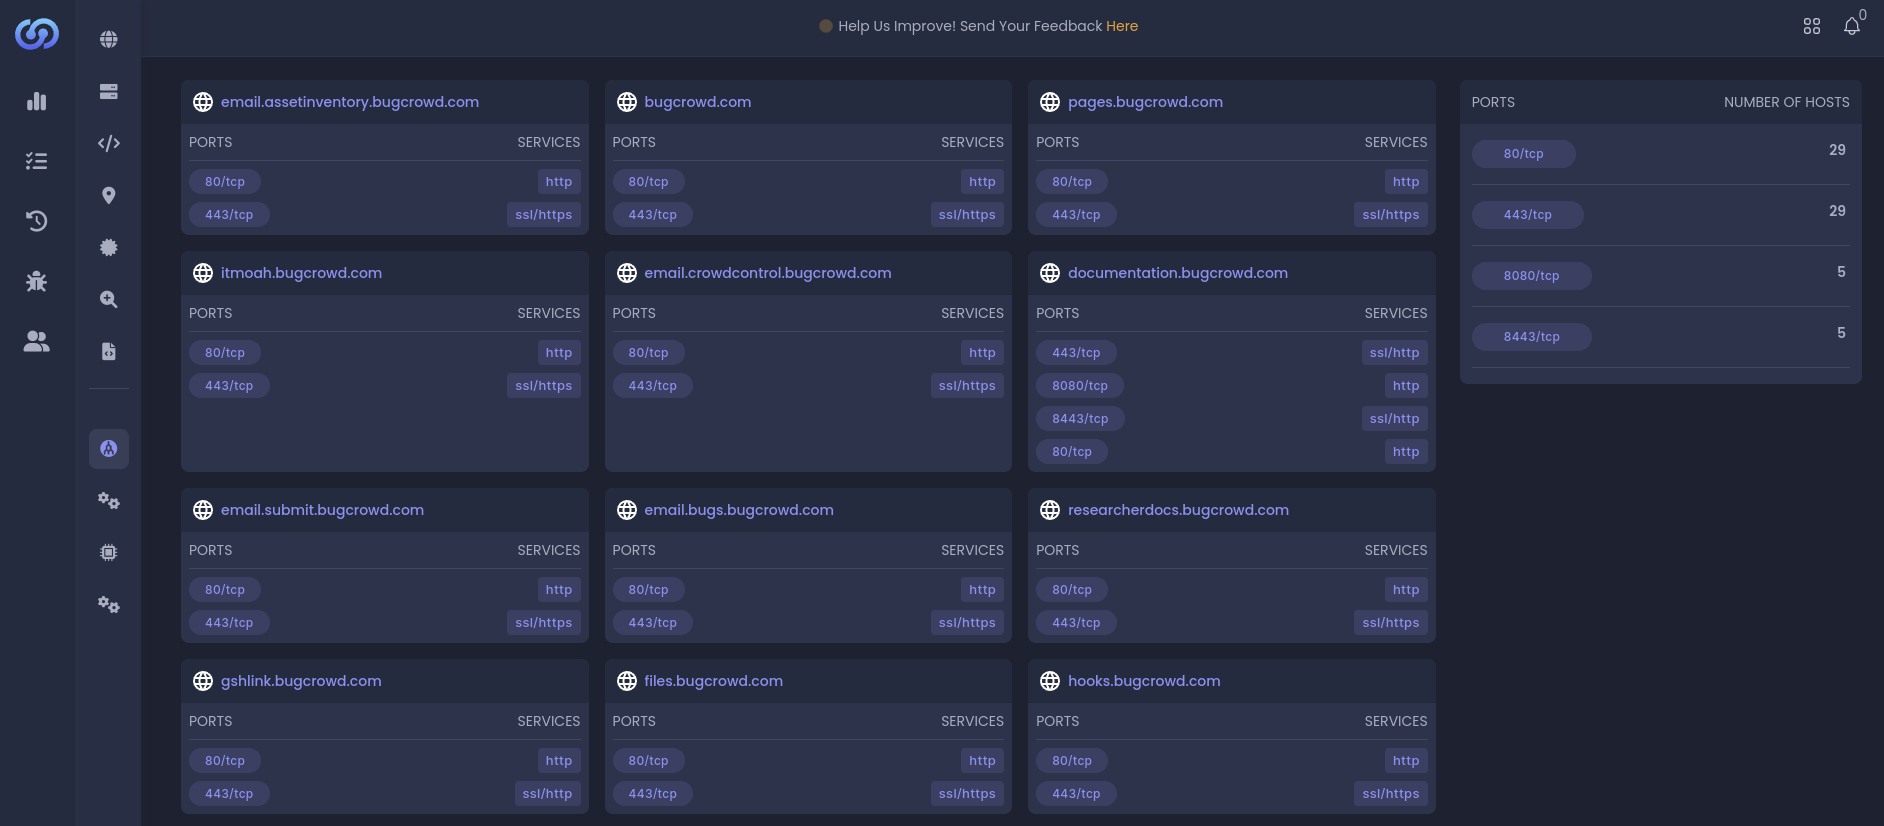 Help Us Improve! Send Your Feedback Here
0
email.assetinventory.bugcrowd.com
PORTS SERVICES
80/tcp http
443/tcp ssl/https
bugcrowd.com
PORTS SERVICES
80/tcp http
443/tcp ssl/https
pages.bugcrowd.com
PORTS SERVICES
80/tcp http
443/tcp ssl/https
itmoah.bugcrowd.com
PORTS SERVICES
80/tcp http
443/tcp ssl/https
email.crowdcontrol.bugcrowd.com
PORTS SERVICES
80/tcp http
443/tcp ssl/https
documentation.bugcrowd.com
PORTS SERVICES
443/tcp ssl/http
8080/tcp http
8443/tcp ssl/http
80/tcp http
email.submit.bugcrowd.com
PORTS SERVICES
80/tcp http
443/tcp ssl/https
email.bugs.bugcrowd.com
PORTS SERVICES
80/tcp http
443/tcp ssl/https
researcherdocs.bugcrowd.com
PORTS SERVICES
80/tcp http
443/tcp ssl/https
gshlink.bugcrowd.com
PORTS SERVICES
80/tcp http
443/tcp ssl/http
files.bugcrowd.com
PORTS SERVICES
80/tcp http
443/tcp ssl/https
hooks.bugcrowd.com
PORTS SERVICES
80/tcp http
443/tcp ssl/https
PORTS NUMBER OF HOSTS
80/tcp 29
443/tcp 29
8080/tcp 5
8443/tcp 5